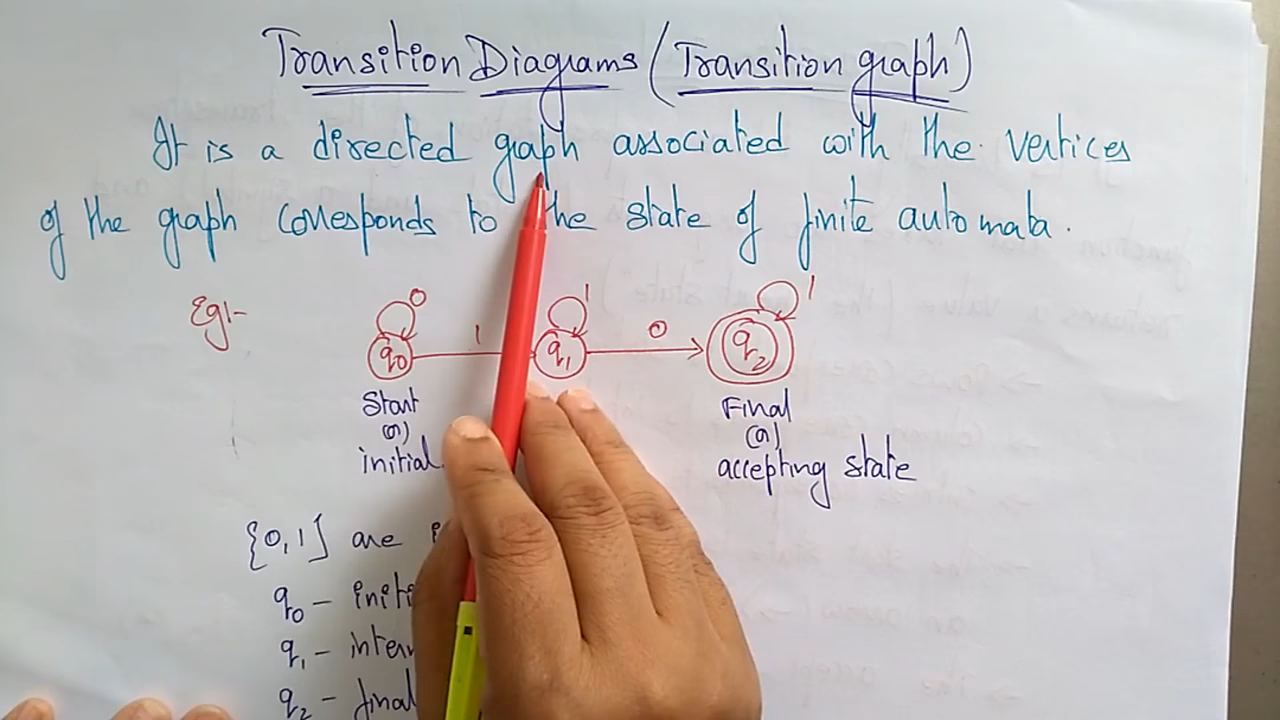 Transition Diagrams (Transition graph)
It is a directed graph associated with the vertices
of the graph corresponds to the state of finite automata.
Eg:-
0 1 1
1 0
q0 q1 q2
Start Final
(or) (or)
initial accepting state
{0,1} are
q0 -
q1 -
q2 - final